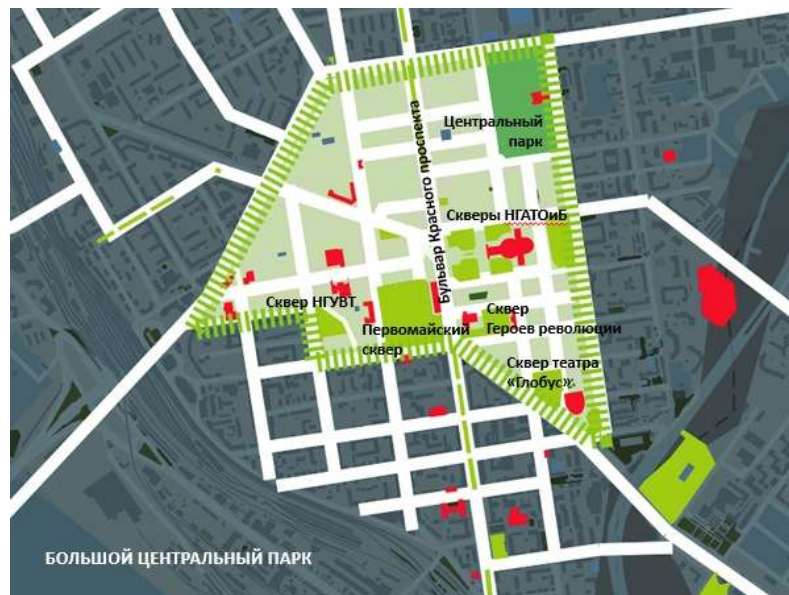 Центральный
парк
Бульвар Красного проспекта
Скверы НГАТОиБ
Сквер НГУВТ
Первомайский
сквер
Сквер
Героев революции
Сквер театра
«Глобус»
БОЛЬШОЙ ЦЕНТРАЛЬНЫЙ ПАРК